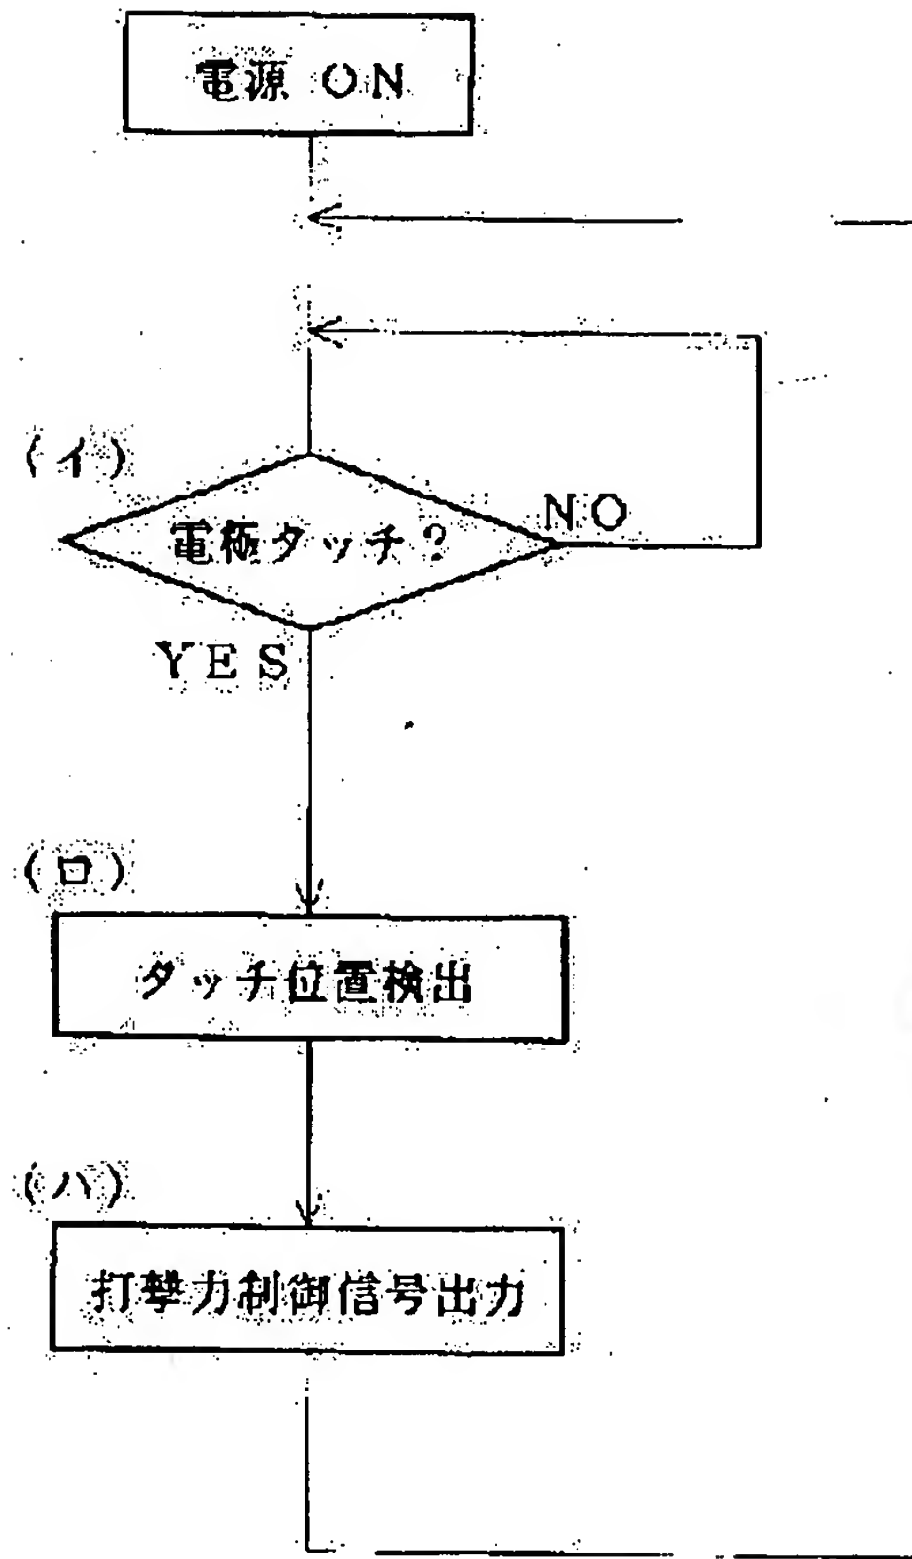 電源 ON
(イ)
電極タッチ?
NO
YES
(ロ)
タッチ位置検出
(ハ)
打撃力制御信号出力